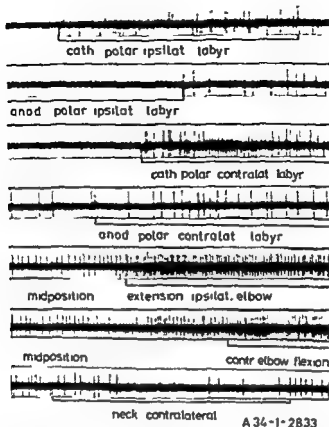 cath polar ipsilat labyr
anod polar ipsilat labyr
cath polar contralat labyr
anod polar contralat labyr
midposition extension ipsilat. elbow
midposition contr elbow flexion
neck contralateral
A 34-1-2833